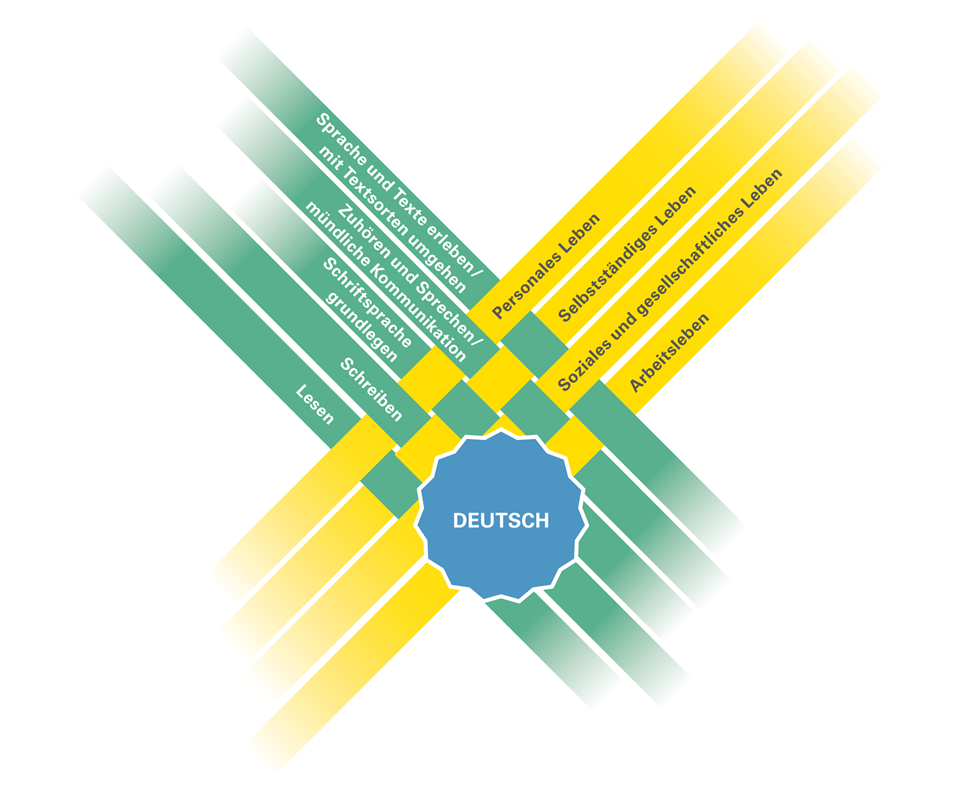 Sprache und Texte erleben/
mit Textsorten umgehen
Zuhören und Sprechen/
mündliche Kommunikation
Schriftsprache
grundlegen
Schreiben
Lesen
Personales Leben
Selbstständiges Leben
Soziales und gesellschaftliches Leben
Arbeitsleben
DEUTSCH